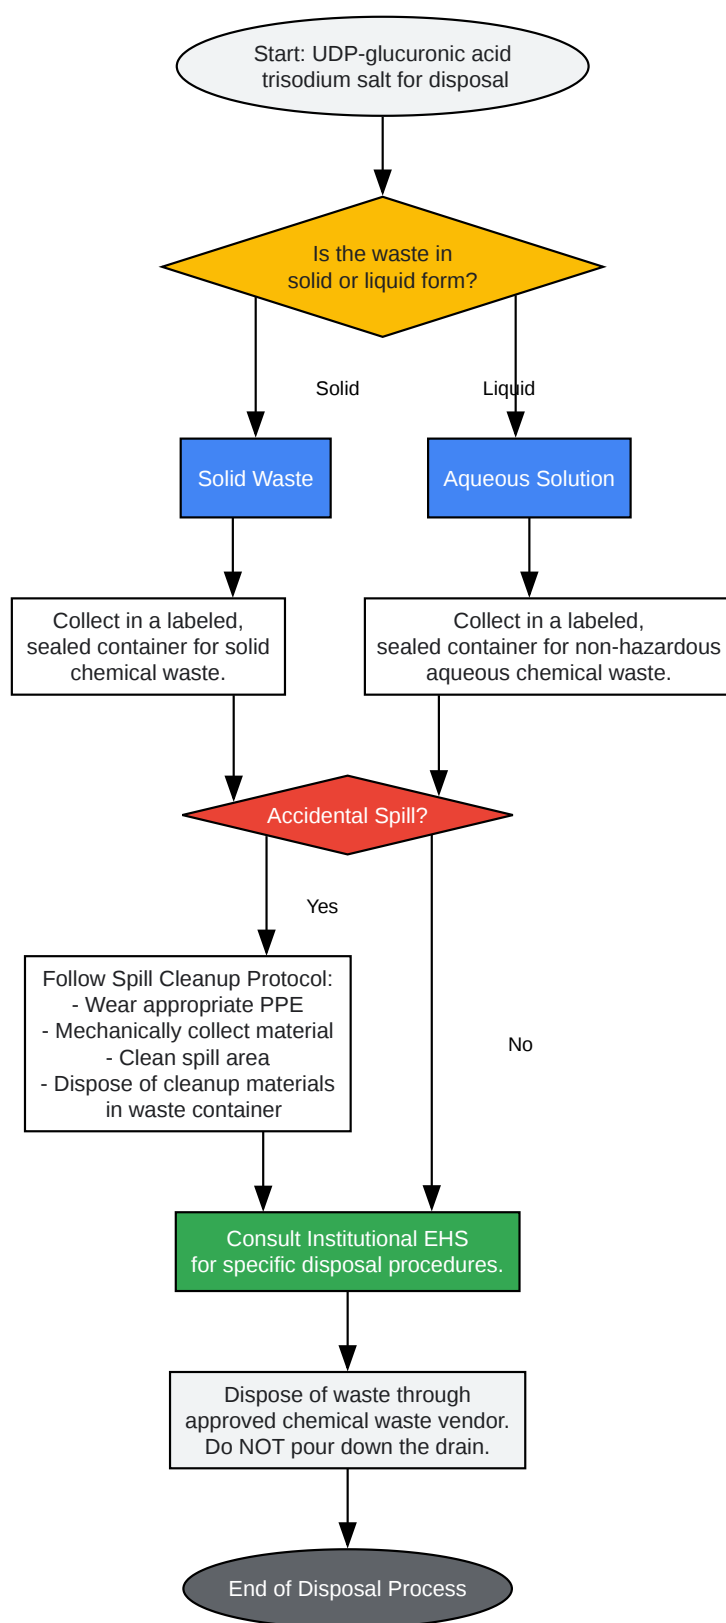 Start: UDP-glucuronic acid
trisodium salt for disposal
Is the waste in
solid or liquid form?
Solid
Liquid
Solid Waste
Aqueous Solution
Collect in a labeled,
sealed container for solid
chemical waste.
Collect in a labeled,
sealed container for non-hazardous
aqueous chemical waste.
Accidental Spill?
Yes
Follow Spill Cleanup Protocol:
- Wear appropriate PPE
- Mechanically collect material
- Clean spill area
- Dispose of cleanup materials
in waste container
No
Consult Institutional EHS
for specific disposal procedures.
Dispose of waste through
approved chemical waste vendor.
Do NOT pour down the drain.
End of Disposal Process